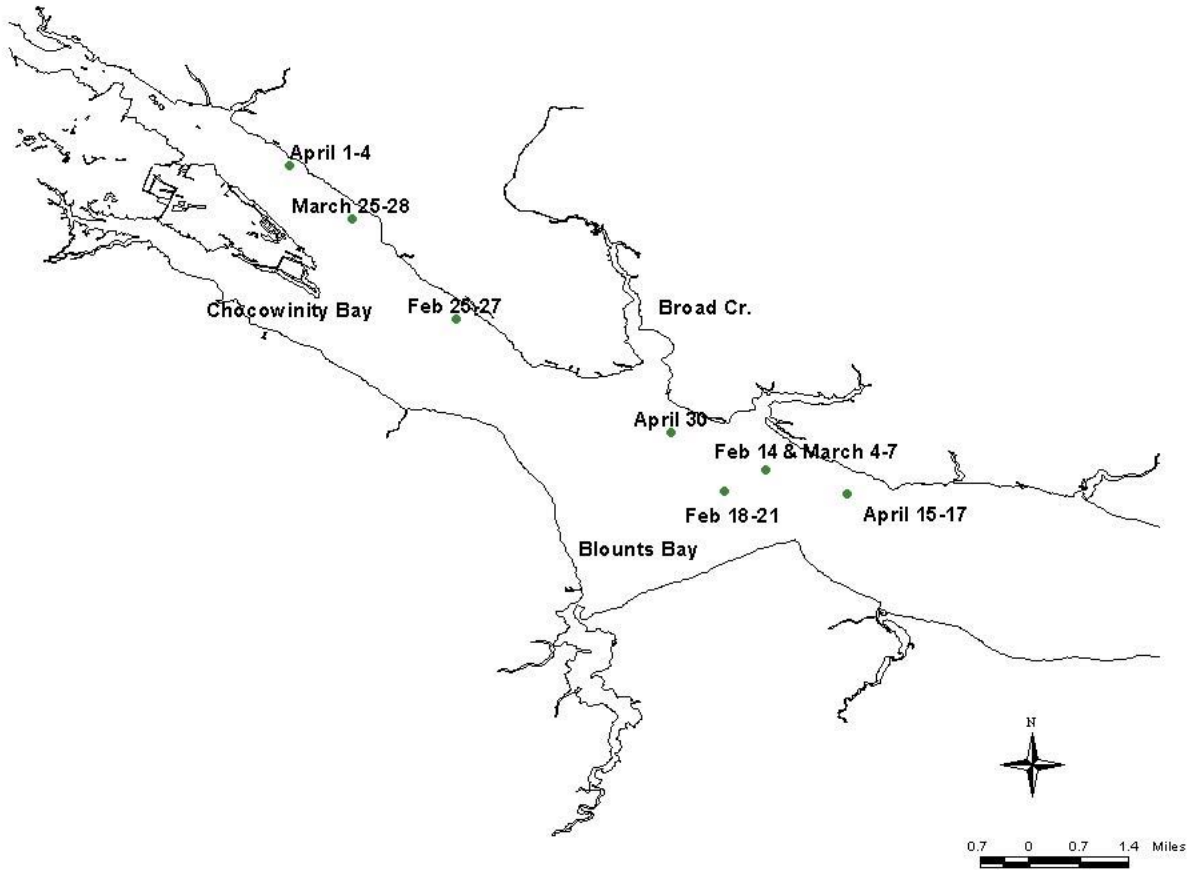 April 1-4
March 25-28
Chocowinity Bay
Feb 25-27
Broad Cr.
April 30
Feb 14 & March 4-7
Feb 18-21
April 15-17
Blounts Bay
N
0.7 0 0.7 1.4 Miles